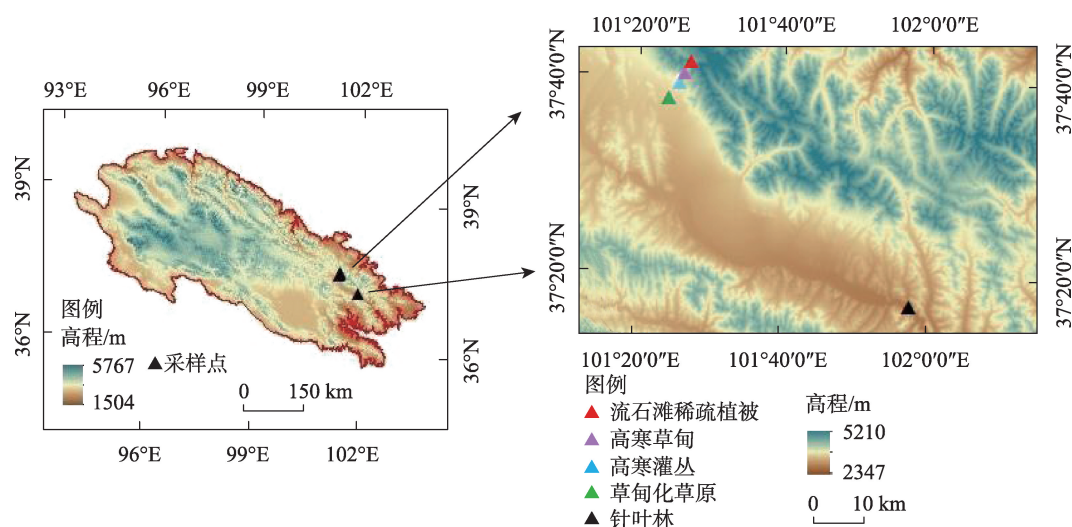 93°E 96°E 99°E 102°E
39°N
39°N
36°N
36°N
图例
高程/m
5767
1504
采样点
0 150 km
96°E 99°E 102°E
101°20′0″E 101°40′0″E 102°0′0″E
37°40′0″N
37°40′0″N
37°20′0″N
37°20′0″N
101°20′0″E 101°40′0″E 102°0′0″E
图例
流石滩稀疏植被
高寒草甸
高寒灌丛
草甸化草原
针叶林
高程/m
5210
2347
0 10 km